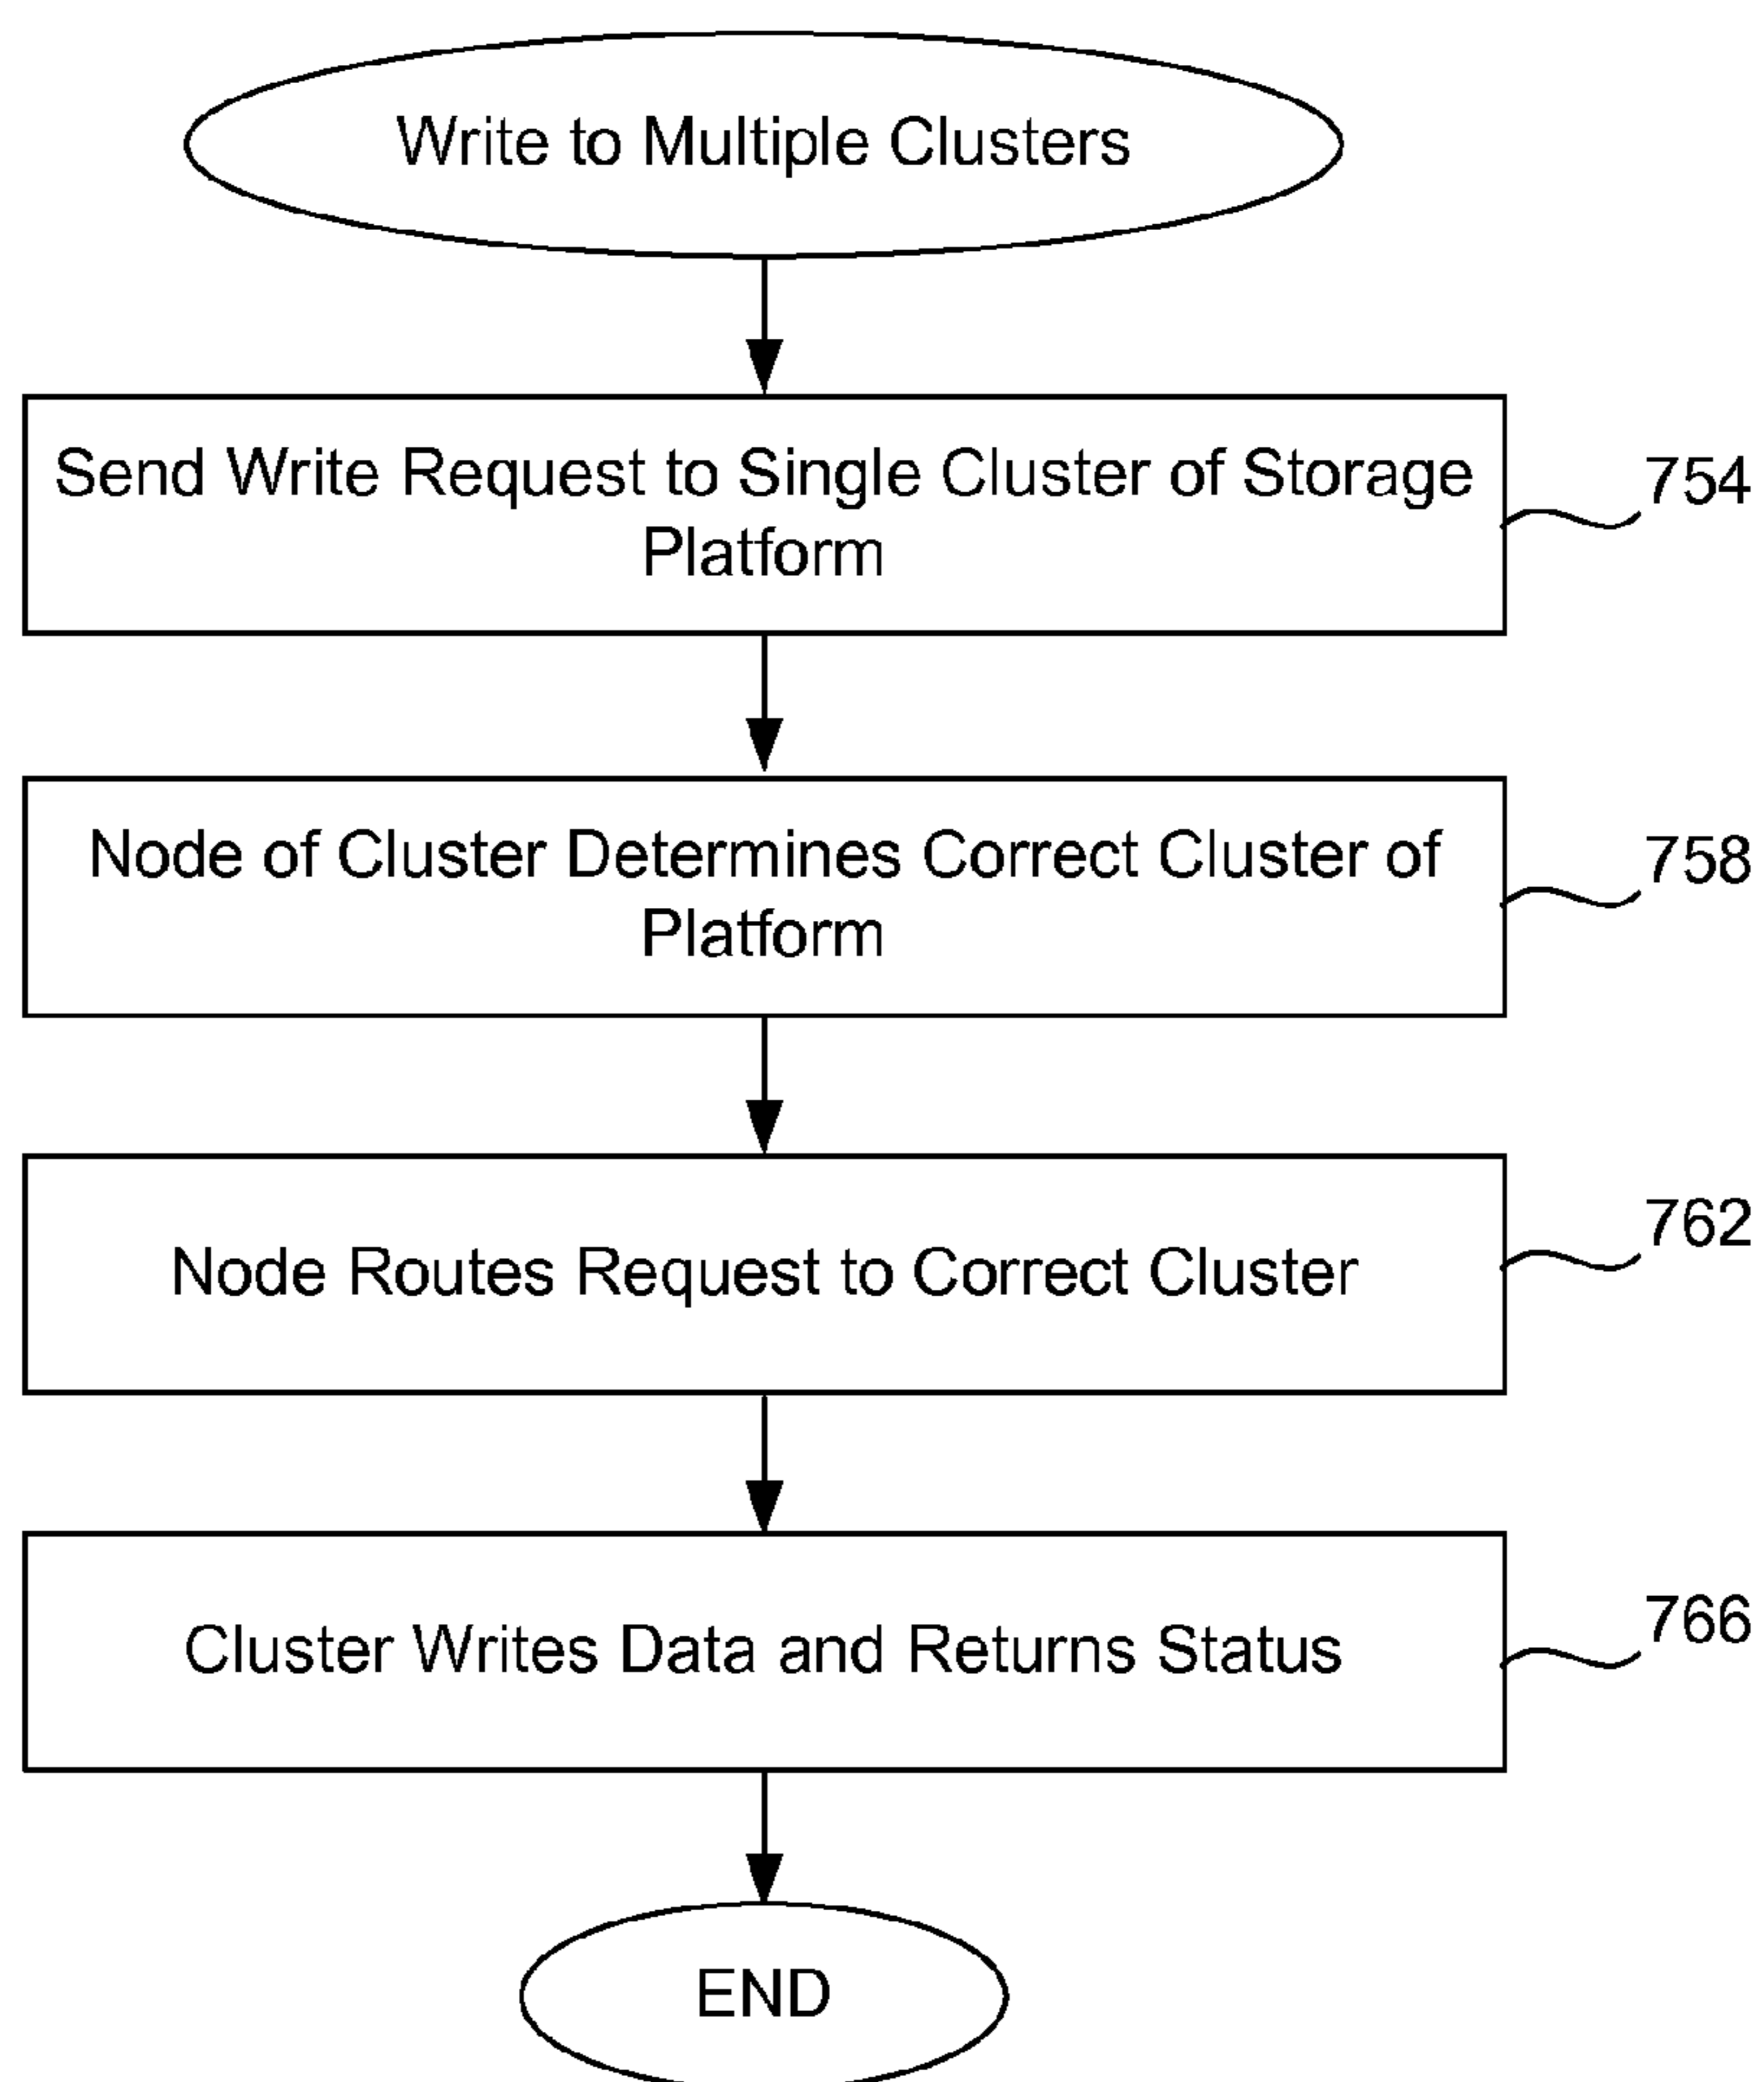 Write to Multiple Clusters
Send Write Request to Single Cluster of Storage
Platform
754
Node of Cluster Determines Correct Cluster of
Platform
758
Node Routes Request to Correct Cluster
762
Cluster Writes Data and Returns Status
766
END